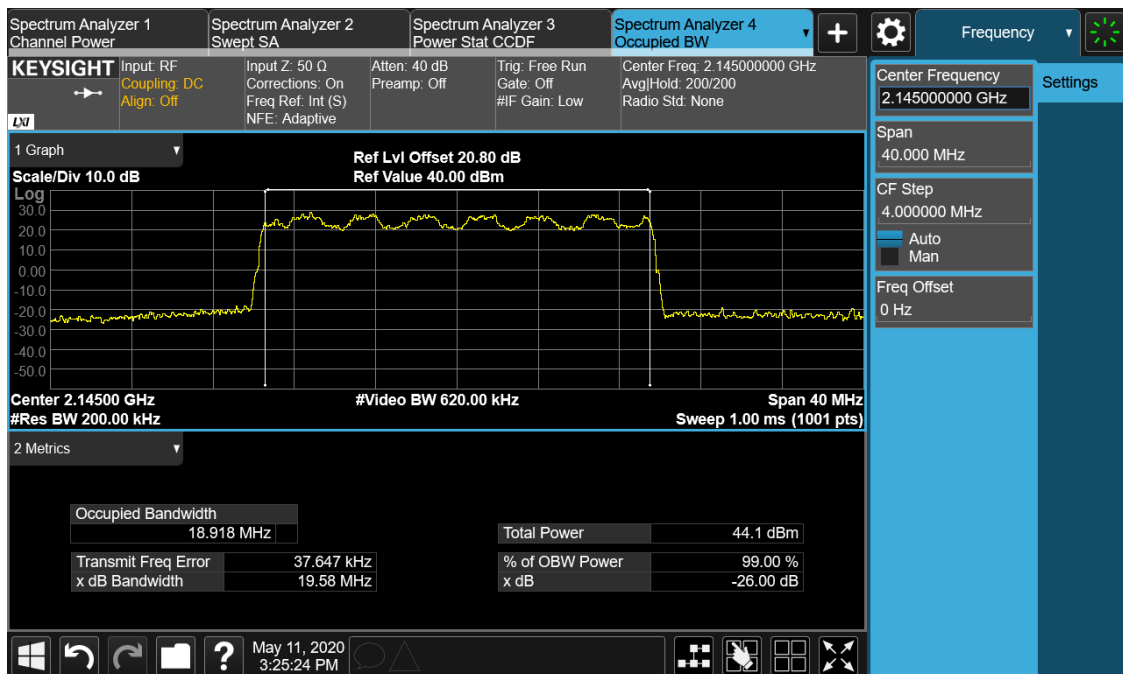 Spectrum Analyzer 1
Channel Power
Spectrum Analyzer 2
Swept SA
Spectrum Analyzer 3
Power Stat CCDF
Spectrum Analyzer 4
Occupied BW
Frequency
KEYSIGHT
LXI
Input: RF
Coupling: DC
Align: Off
Input Z: 50 Ω
Corrections: On
Freq Ref: Int (S)
NFE: Adaptive
Atten: 40 dB
Preamp: Off
Trig: Free Run
Gate: Off
#IF Gain: Low
Center Freq: 2.145000000 GHz
Avg|Hold: 200/200
Radio Std: None
Center Frequency
2.145000000 GHz
Settings
Span
40.000 MHz
CF Step
4.000000 MHz
Auto
Man
Freq Offset
0 Hz
1 Graph
Scale/Div 10.0 dB
Ref Lvl Offset 20.80 dB
Ref Value 40.00 dBm
Log
30.0
20.0
10.0
0.00
-10.0
-20.0
-30.0
-40.0
-50.0
Center 2.14500 GHz
#Video BW 620.00 kHz
Span 40 MHz
#Res BW 200.00 kHz
Sweep 1.00 ms (1001 pts)
2 Metrics
Occupied Bandwidth
18.918 MHz
Total Power 44.1 dBm
Transmit Freq Error 37.647 kHz
% of OBW Power 99.00 %
x dB Bandwidth 19.58 MHz
x dB -26.00 dB
?
May 11, 2020
3:25:24 PM